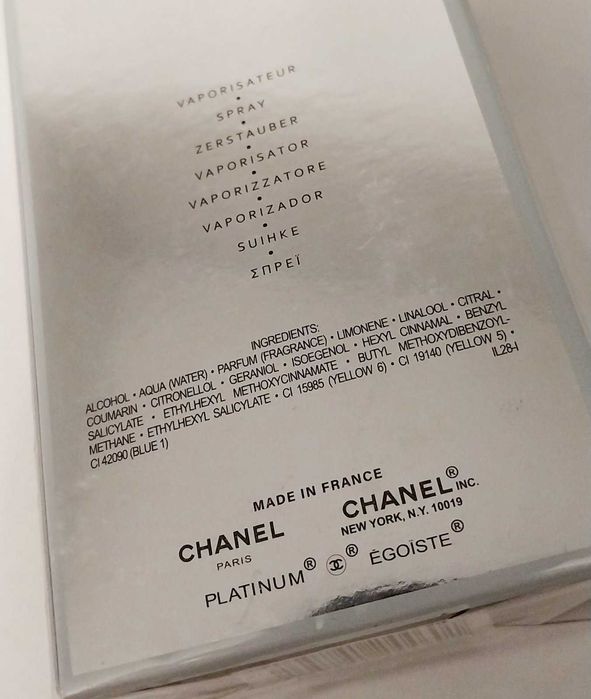 VAPORISATEUR
•
SPRAY
•
ZERSTAUBER
•
VAPORISATOR
•
VAPORIZZATORE
•
VAPORIZADOR
•
SUIHKE
•
ΣΠΡΕΪ
INGREDIENTS:
ALCOHOL • AQUA (WATER) • PARFUM (FRAGRANCE) • LIMONENE • LINALOOL • CITRAL •
COUMARIN • CITRONELLOL • GERANIOL • ISOEGENOL • HEXYL CINNAMAL • BENZYL
SALICYLATE • ETHYLHEXYL METHOXYCINNAMATE • BUTYL METHOXYDIBENZOYL-
METHANE • ETHYLHEXYL SALICYLATE • CI 15985 (YELLOW 6) • CI 19140 (YELLOW 5) •
CI 42090 (BLUE 1)
IL28-I
MADE IN FRANCE
CHANEL
PARIS
CHANEL® INC.
NEW YORK, N.Y. 10019
PLATINUM® ® ÉGOÏSTE®